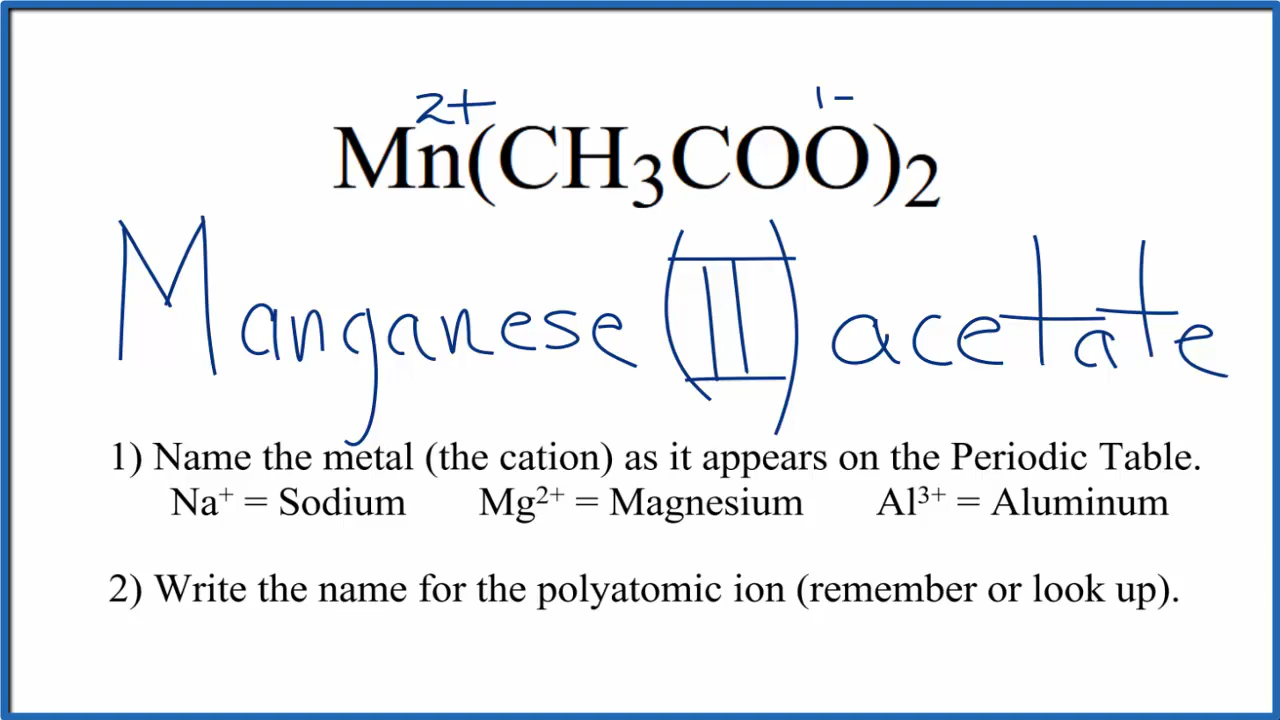 2+ 1-
Mn(CH₃COO)₂
Manganese (II) acetate
1) Name the metal (the cation) as it appears on the Periodic Table.
Na⁺ = Sodium Mg²⁺ = Magnesium Al³⁺ = Aluminum
2) Write the name for the polyatomic ion (remember or look up).